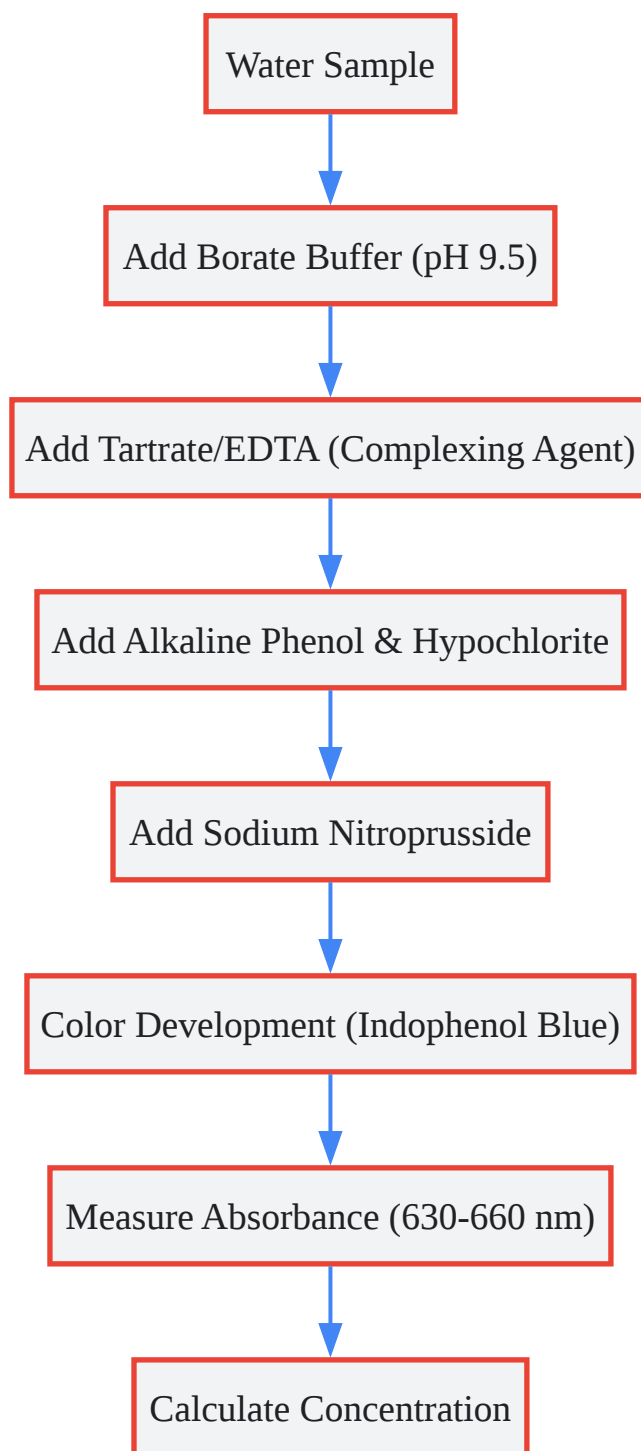 Water Sample
Add Borate Buffer (pH 9.5)
Add Tartrate/EDTA (Complexing Agent)
Add Alkaline Phenol & Hypochlorite
Add Sodium Nitroprusside
Color Development (Indophenol Blue)
Measure Absorbance (630-660 nm)
Calculate Concentration